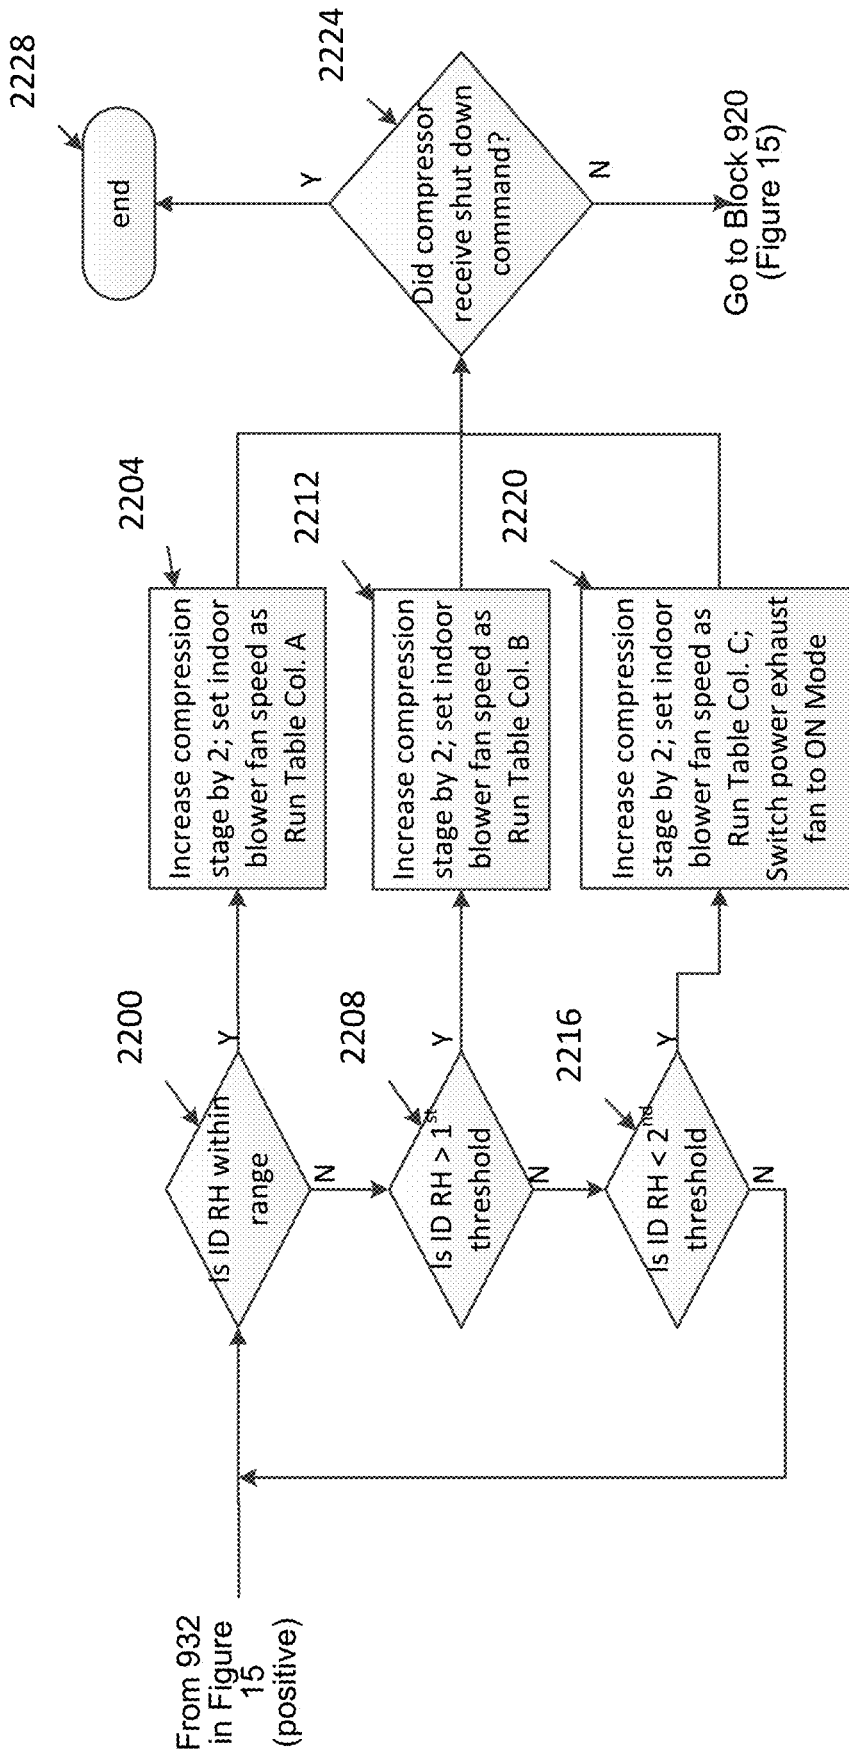 From 932
in Figure
15
(positive)
2200
Is ID RH within
range
Y
N
2204
Increase compression
stage by 2; set indoor
blower fan speed as
Run Table Col. A
2208
Is ID RH > 1st
threshold
Y
N
2212
Increase compression
stage by 2; set indoor
blower fan speed as
Run Table Col. B
2216
Is ID RH < 2nd
threshold
Y
N
2220
Increase compression
stage by 2; set indoor
blower fan speed as
Run Table Col. C;
Switch power exhaust
fan to ON Mode
2224
Did compressor
receive shut down
command?
Y
N
2228
end
Go to Block 920
(Figure 15)